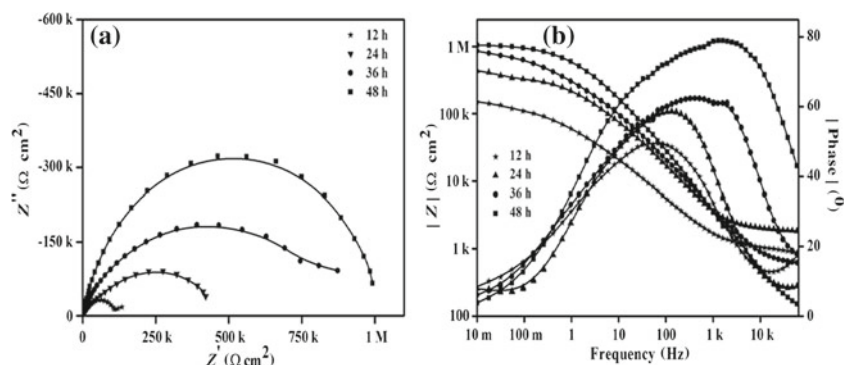 (a)
12 h
24 h
36 h
48 h
-600 k
-450 k
-300 k
-150 k
0
Z'' (Ω cm²)
0 250 k 500 k 750 k 1 M
Z' (Ω cm²)
(b)
12 h
24 h
36 h
48 h
1 M
100 k
10 k
1 k
100
| Z | (Ω cm²)
80
60
40
20
0
| Phase | (⁰)
10 m 100 m 1 10 100 1 k 10 k
Frequency (Hz)